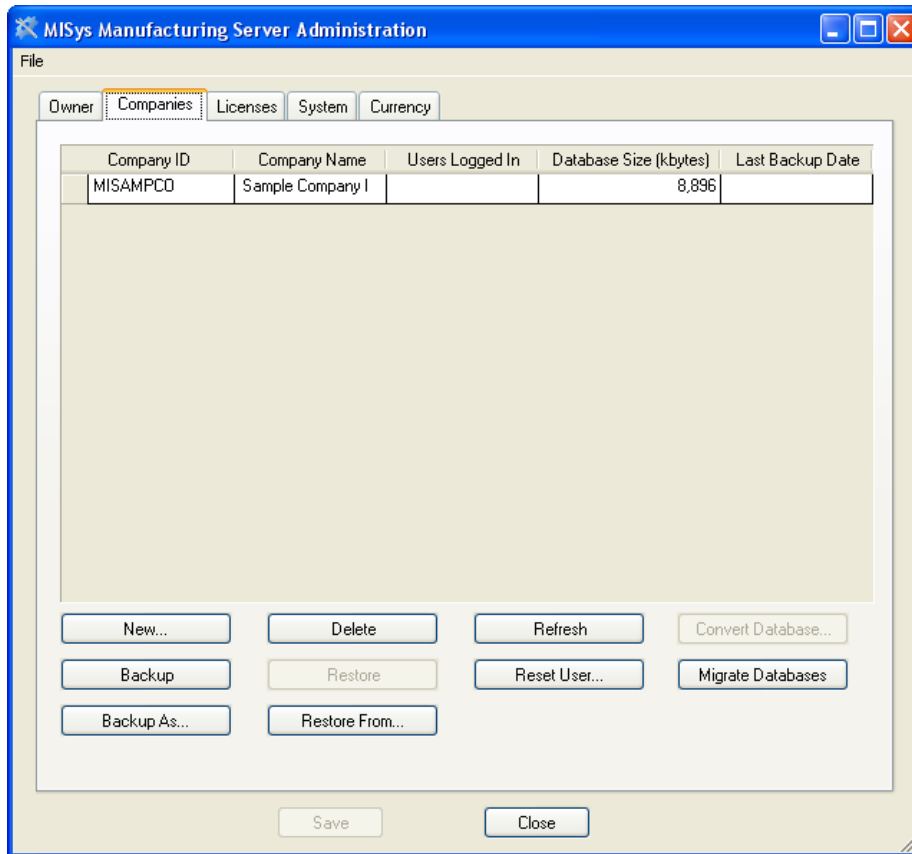 MISys Manufacturing Server Administration
File
Owner Companies Licenses System Currency
Company ID Company Name Users Logged In Database Size (kbytes) Last Backup Date
MISAMPCO Sample Company I 8,896
New... Delete Refresh Convert Database...
Backup Restore Reset User... Migrate Databases
Backup As... Restore From...
Save Close